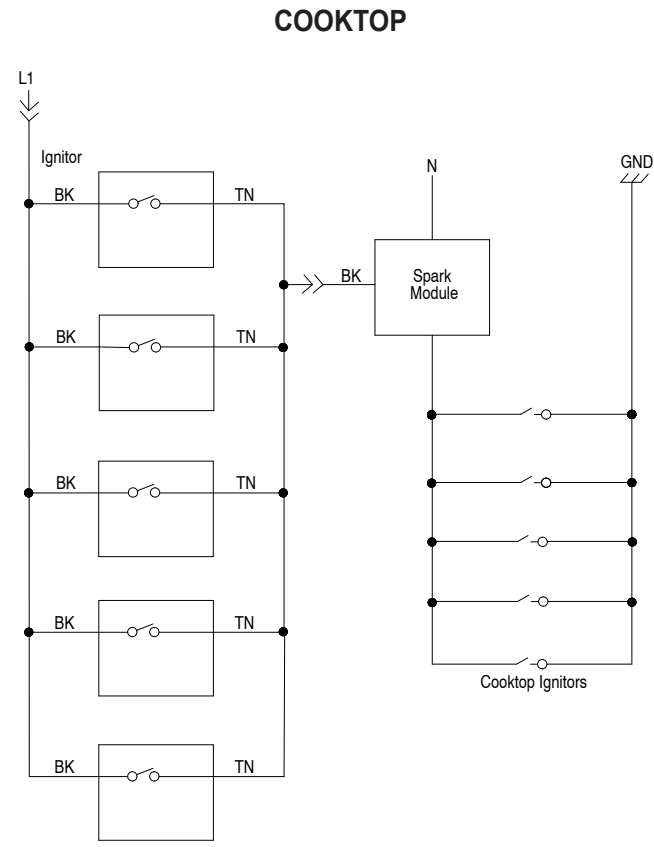 COOKTOP
L1
Ignitor
BK TN
N
GND
BK
Spark
Module
BK TN
BK TN
BK TN
Cooktop Ignitors
BK TN